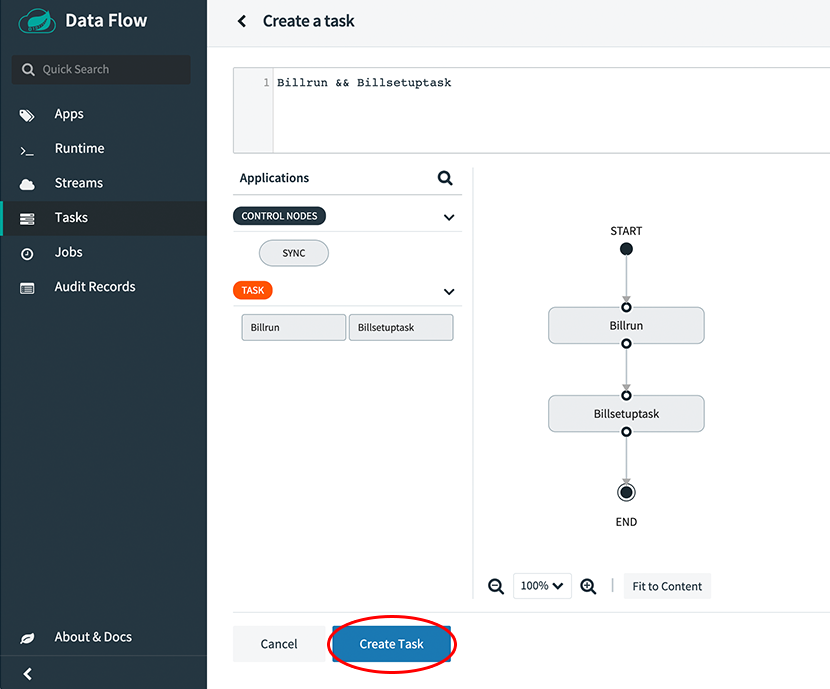 Data Flow
Quick Search
Apps
Runtime
Streams
Tasks
Jobs
Audit Records
About & Docs
Create a task
1 Billrun && Billsetuptask
Applications
CONTROL NODES
SYNC
TASK
Billrun Billsetuptask
START
Billrun
Billsetuptask
END
100% Fit to Content
Cancel Create Task